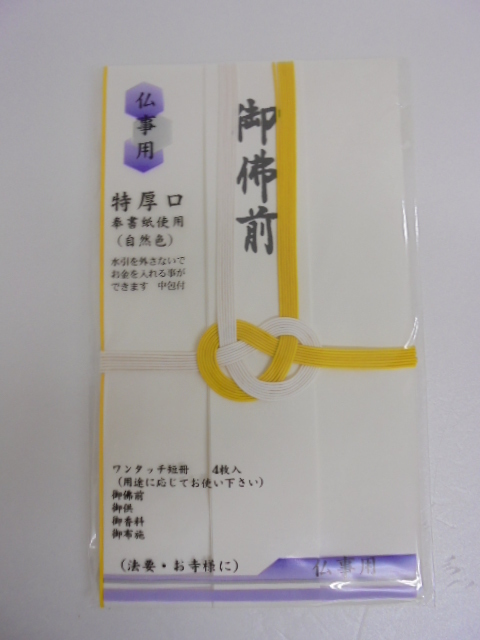 仏事用
御佛前
特厚口
奉書紙使用
(自然色)
水引を外さないで
お金を入れる事が
できます 中包付
ワンタッチ短冊 4枚入
(用途に応じてお使い下さい)
御佛前
御供
御香料
御布施
(法要・お寺様に)
仏事用